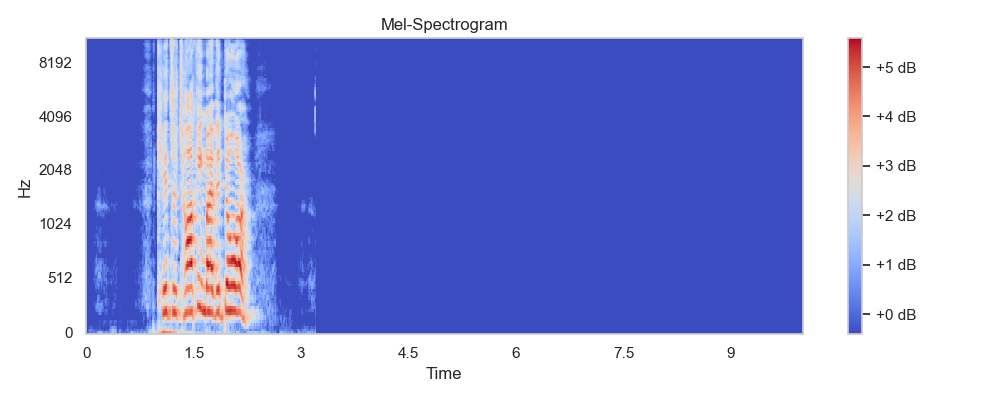 Mel-Spectrogram
8192
4096
2048
1024
512
0
Hz
0 1.5 3 4.5 6 7.5 9
Time
+5 dB
+4 dB
+3 dB
+2 dB
+1 dB
+0 dB